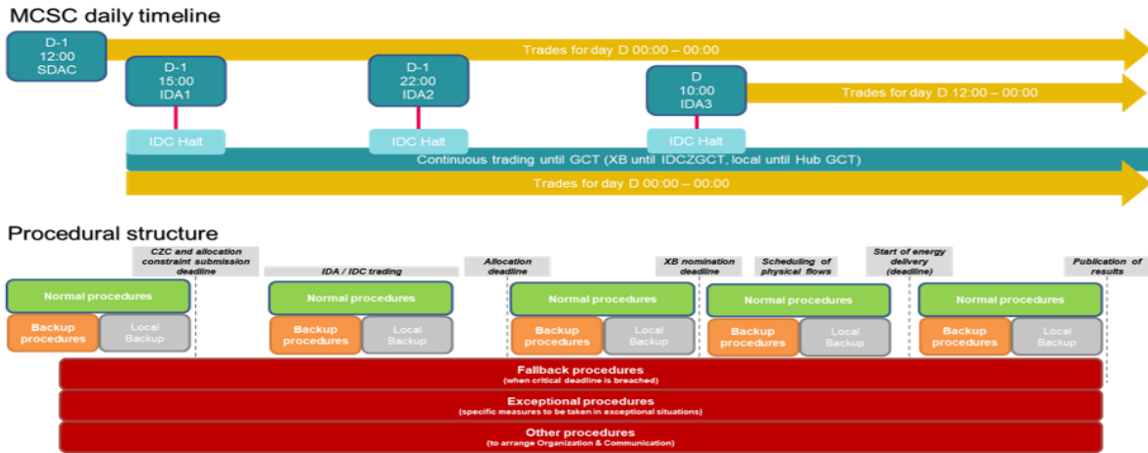 MCSC daily timeline
D-1
12:00
SDAC
Trades for day D 00:00 – 00:00
D-1
15:00
IDA1
D-1
22:00
IDA2
D
10:00
IDA3
Trades for day D 12:00 – 00:00
IDC Halt
IDC Halt
IDC Halt
Continuous trading until GCT (XB until IDCZGCT, local until Hub GCT)
Trades for day D 00:00 – 00:00
Procedural structure
CZC and allocation
constraint submission
deadline
IDA / IDC trading
Allocation
deadline
XB nomination
deadline
Scheduling of
physical flows
Start of energy
delivery
(deadline)
Publication of
results
Normal procedures
Normal procedures
Normal procedures
Normal procedures
Normal procedures
Backup
procedures
Local
Backup
Backup
procedures
Local
Backup
Backup
procedures
Local
Backup
Backup
procedures
Local
Backup
Backup
procedures
Local
Backup
Fallback procedures
(when critical deadline is breached)
Exceptional procedures
(specific measures to be taken in exceptional situations)
Other procedures
(to arrange Organization & Communication)